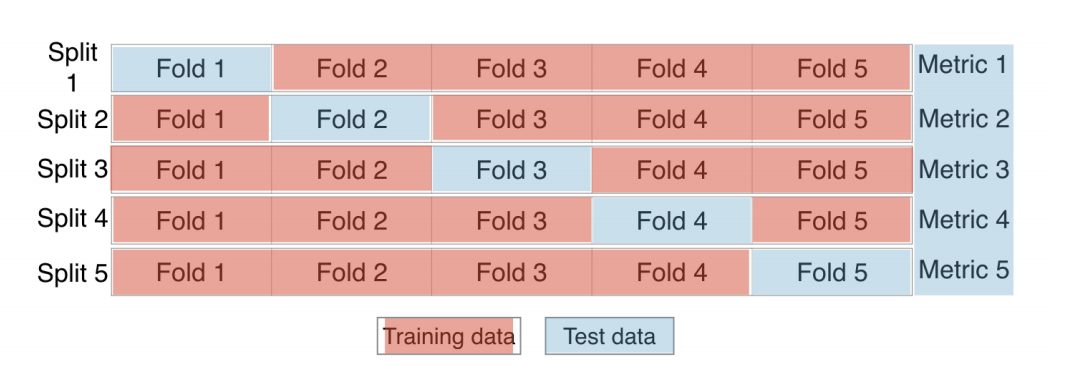 Split
1
Fold 1 Fold 2 Fold 3 Fold 4 Fold 5 Metric 1
Split 2 Fold 1 Fold 2 Fold 3 Fold 4 Fold 5 Metric 2
Split 3 Fold 1 Fold 2 Fold 3 Fold 4 Fold 5 Metric 3
Split 4 Fold 1 Fold 2 Fold 3 Fold 4 Fold 5 Metric 4
Split 5 Fold 1 Fold 2 Fold 3 Fold 4 Fold 5 Metric 5
Training data Test data